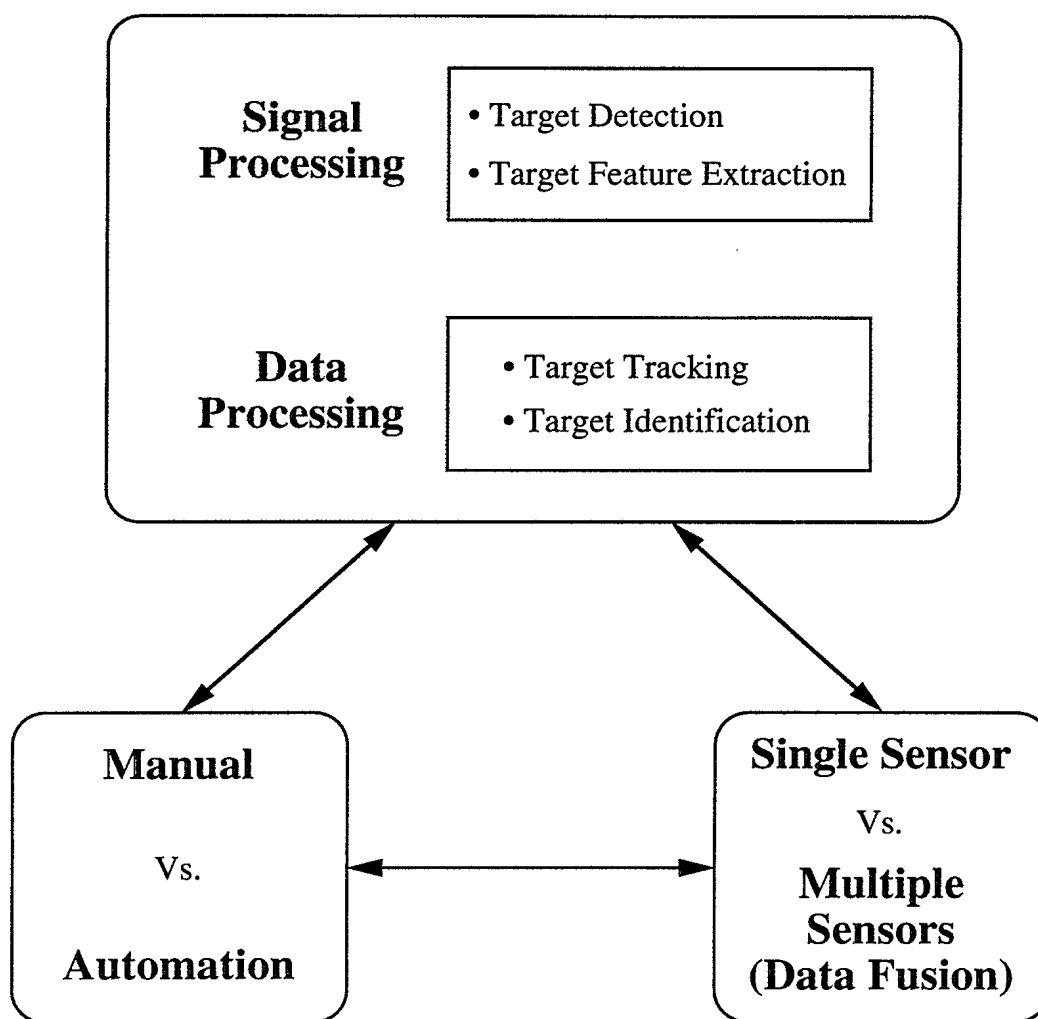 Signal
Processing
• Target Detection
• Target Feature Extraction
Data
Processing
• Target Tracking
• Target Identification
Manual
Vs.
Automation
Single Sensor
Vs.
Multiple
Sensors
(Data Fusion)